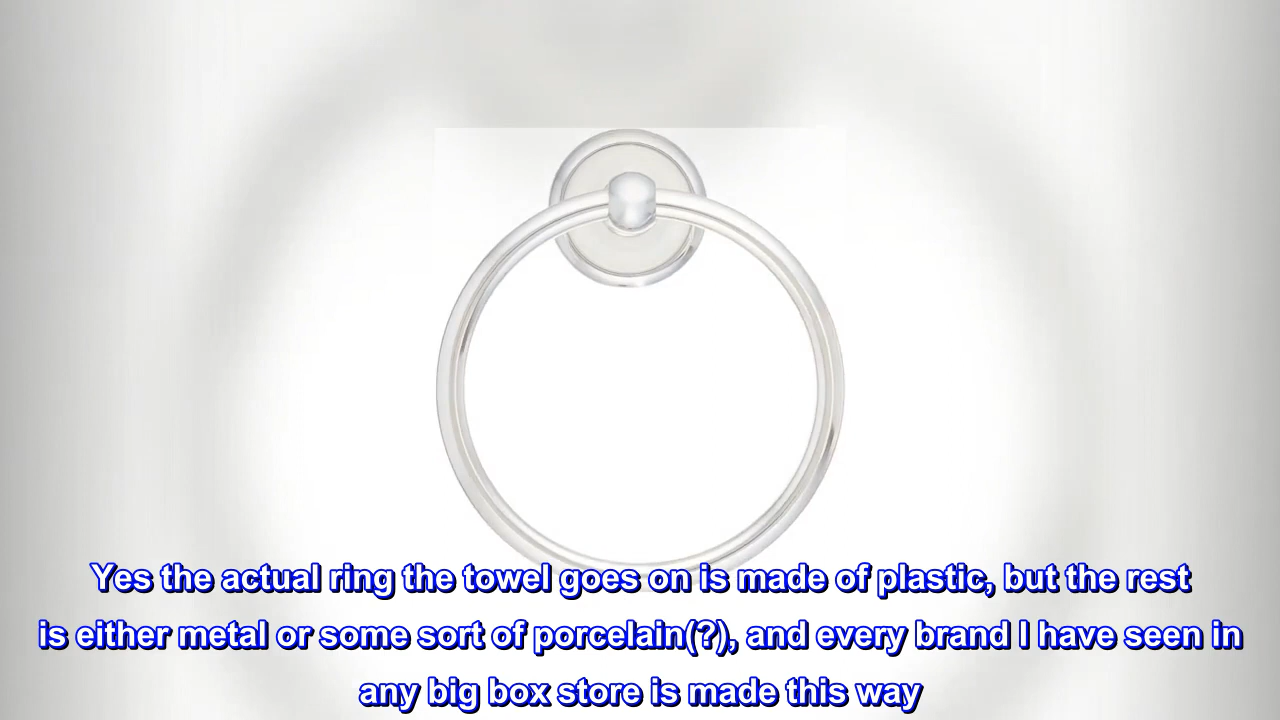 Yes the actual ring the towel goes on is made of plastic, but the rest
is either metal or some sort of porcelain(?), and every brand I have seen in
any big box store is made this way